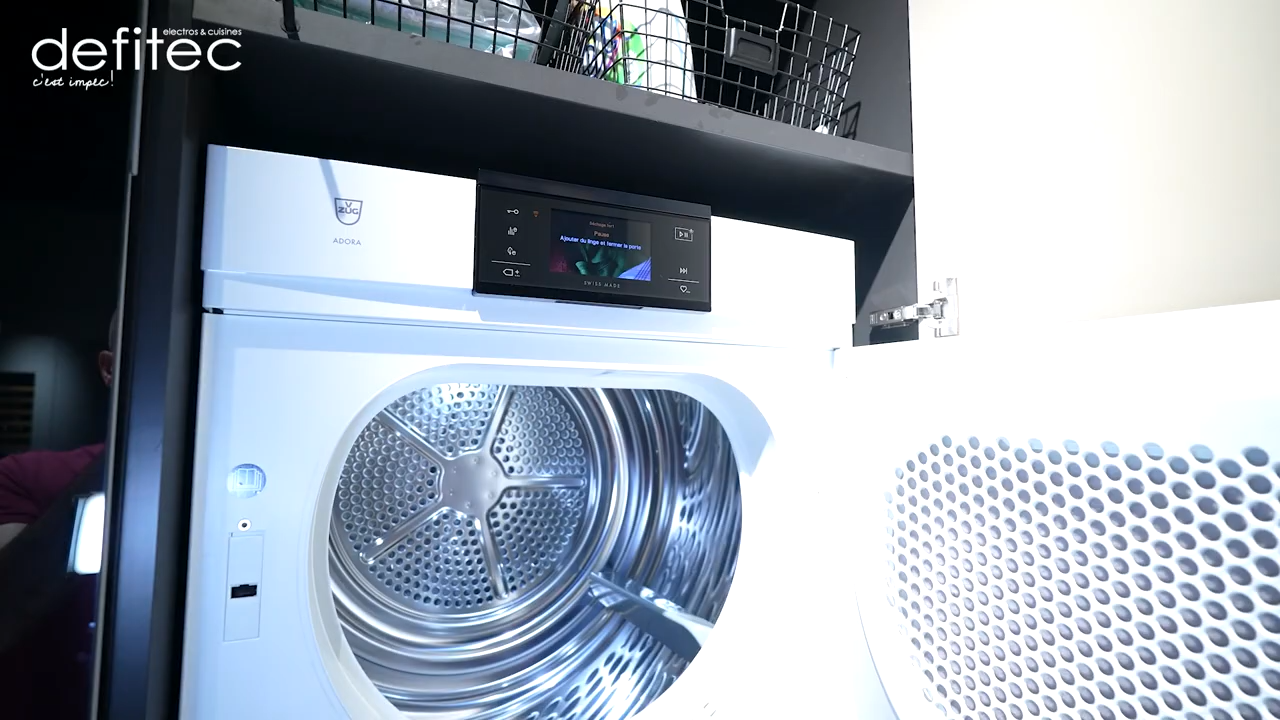 electros & cuisines
defitec
c'est impec!
V
ZUG
ADORA
Séchage fort
Pause
Ajouter du linge et fermer la porte
SWISS MADE